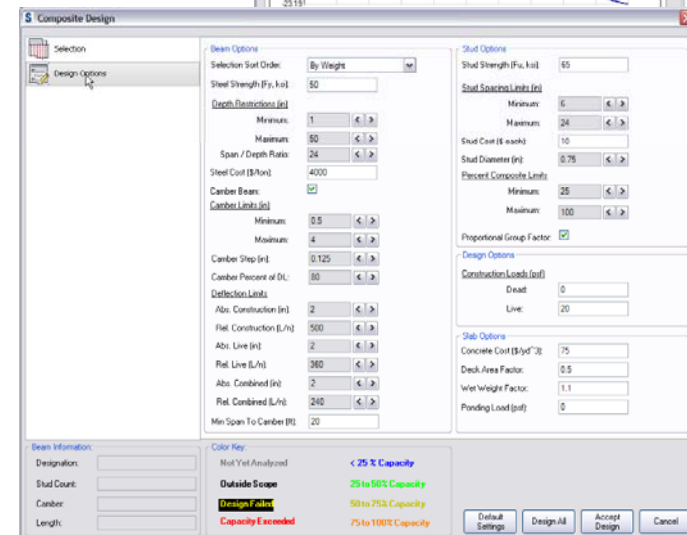 -23.191
S Composite Design
Selection
Design Options
Beam Options
Selection Sort Order: By Weight
Steel Strength (Fy, ksi): 50
Depth Restrictions (in)
Minimum: 1 < >
Maximum: 50 < >
Span / Depth Ratio: 24 < >
Steel Cost ($/ton): 4000
Camber Beam:
Camber Limits (in)
Minimum: 0.5 < >
Maximum: 4 < >
Camber Step (in): 0.125 < >
Camber Percent of DL: 80 < >
Deflection Limits
Abs. Construction (in): 2 < >
Rel. Construction (L/n): 500 < >
Abs. Live (in): 2 < >
Rel. Live (L/n): 360 < >
Abs. Combined (in): 2 < >
Rel. Combined (L/n): 240 < >
Min Span To Camber (ft): 20
Stud Options
Stud Strength (Fu, ksi): 65
Stud Spacing Limits (in)
Minimum: 6 < >
Maximum: 24 < >
Stud Cost ($ each): 10
Stud Diameter (in): 0.75 < >
Percent Composite Limits
Minimum: 25 < >
Maximum: 100 < >
Proportional Group Factor:
Design Options
Construction Loads (psf)
Dead: 0
Live: 20
Slab Options
Concrete Cost ($/yd^3): 75
Deck Area Factor: 0.5
Wet Weight Factor: 1.1
Ponding Load (psf): 0
Beam Information:
Designation:
Stud Count:
Camber:
Length:
Color Key:
Not Yet Analyzed < 25 % Capacity
Outside Scope 25 to 50% Capacity
Design Failed 50 to 75% Capacity
Capacity Exceeded 75 to 100% Capacity
Default Settings
Design All
Accept Design
Cancel